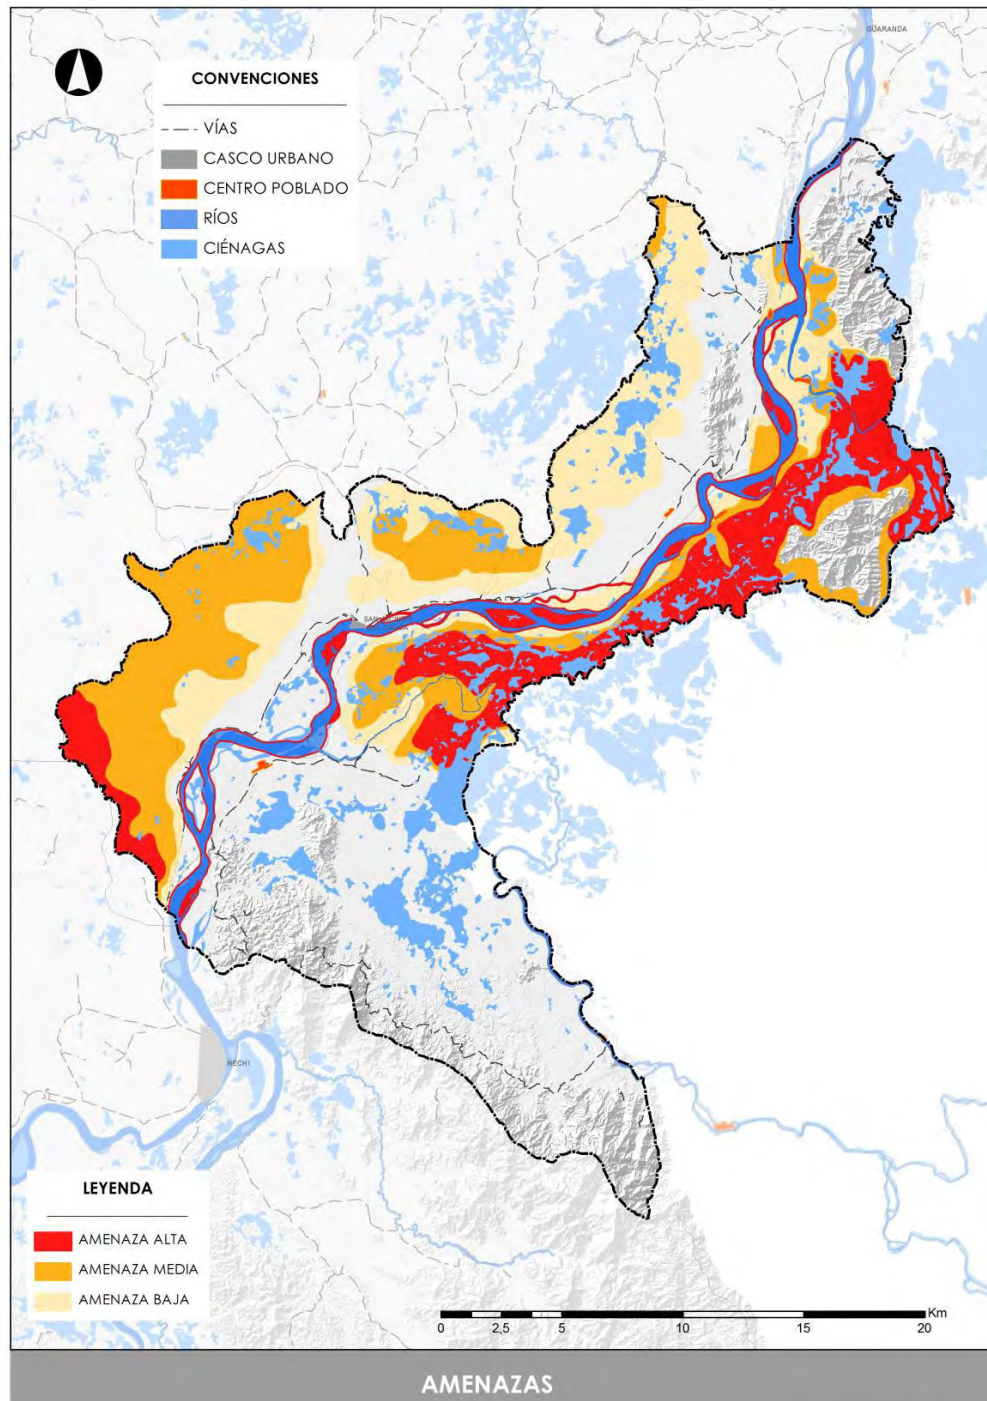 GUARANDA
CONVENCIONES
VÍAS
CASCO URBANO
CENTRO POBLADO
RÍOS
CIÉNAGAS
NECHI
LEYENDA
AMENAZA ALTA
AMENAZA MEDIA
AMENAZA BAJA
Km
0 2,5 5 10 15 20
AMENAZAS